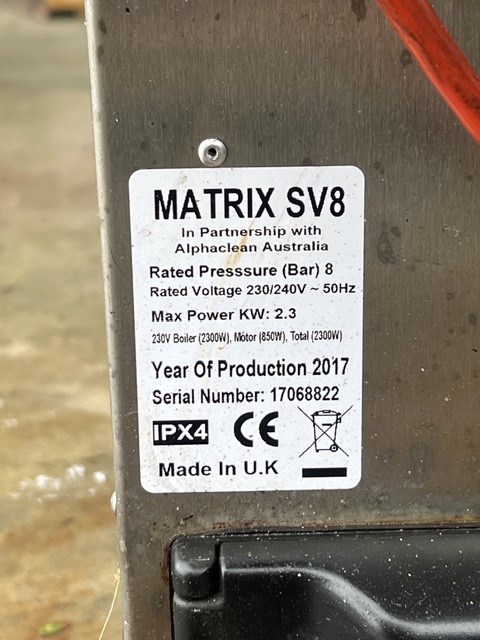 MATRIX SV8
In Partnership with
Alphaclean Australia
Rated Presssure (Bar) 8
Rated Voltage 230/240V ~ 50Hz
Max Power KW: 2.3
230V Boiler (2300W), Motor (850W), Total (2300W)
Year Of Production 2017
Serial Number: 17068822
IPX4 CE
Made In U.K